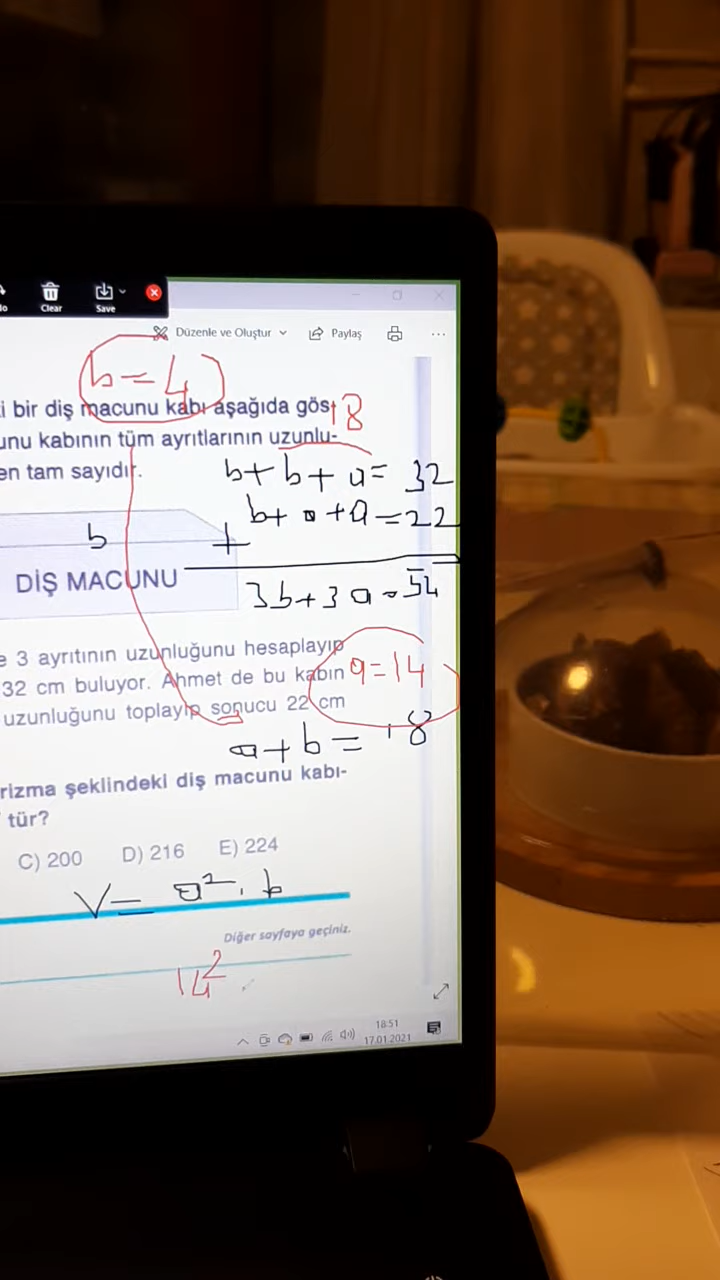 Clear
Save
Düzenle ve Oluştur
Paylaş
b=4
bir diş macunu kabı aşağıda gös
18
kabının tüm ayrıtlarının uzunlu-
en tam sayıdır.
b+b+a=32
b+a+a=22
b
+
DİŞ MACUNU
3b+3a=54
e 3 ayrıtının uzunluğunu hesaplayıp
32 cm buluyor. Ahmet de bu kabın
a=14
uzunluğunu toplayıp sonucu 22 cm
a+b=18
rizma şeklindeki diş macunu kabı-
tür?
C) 200 D) 216 E) 224
V=a².b
Diğer sayfaya geçiniz.
14²
18:51
17.01.2021